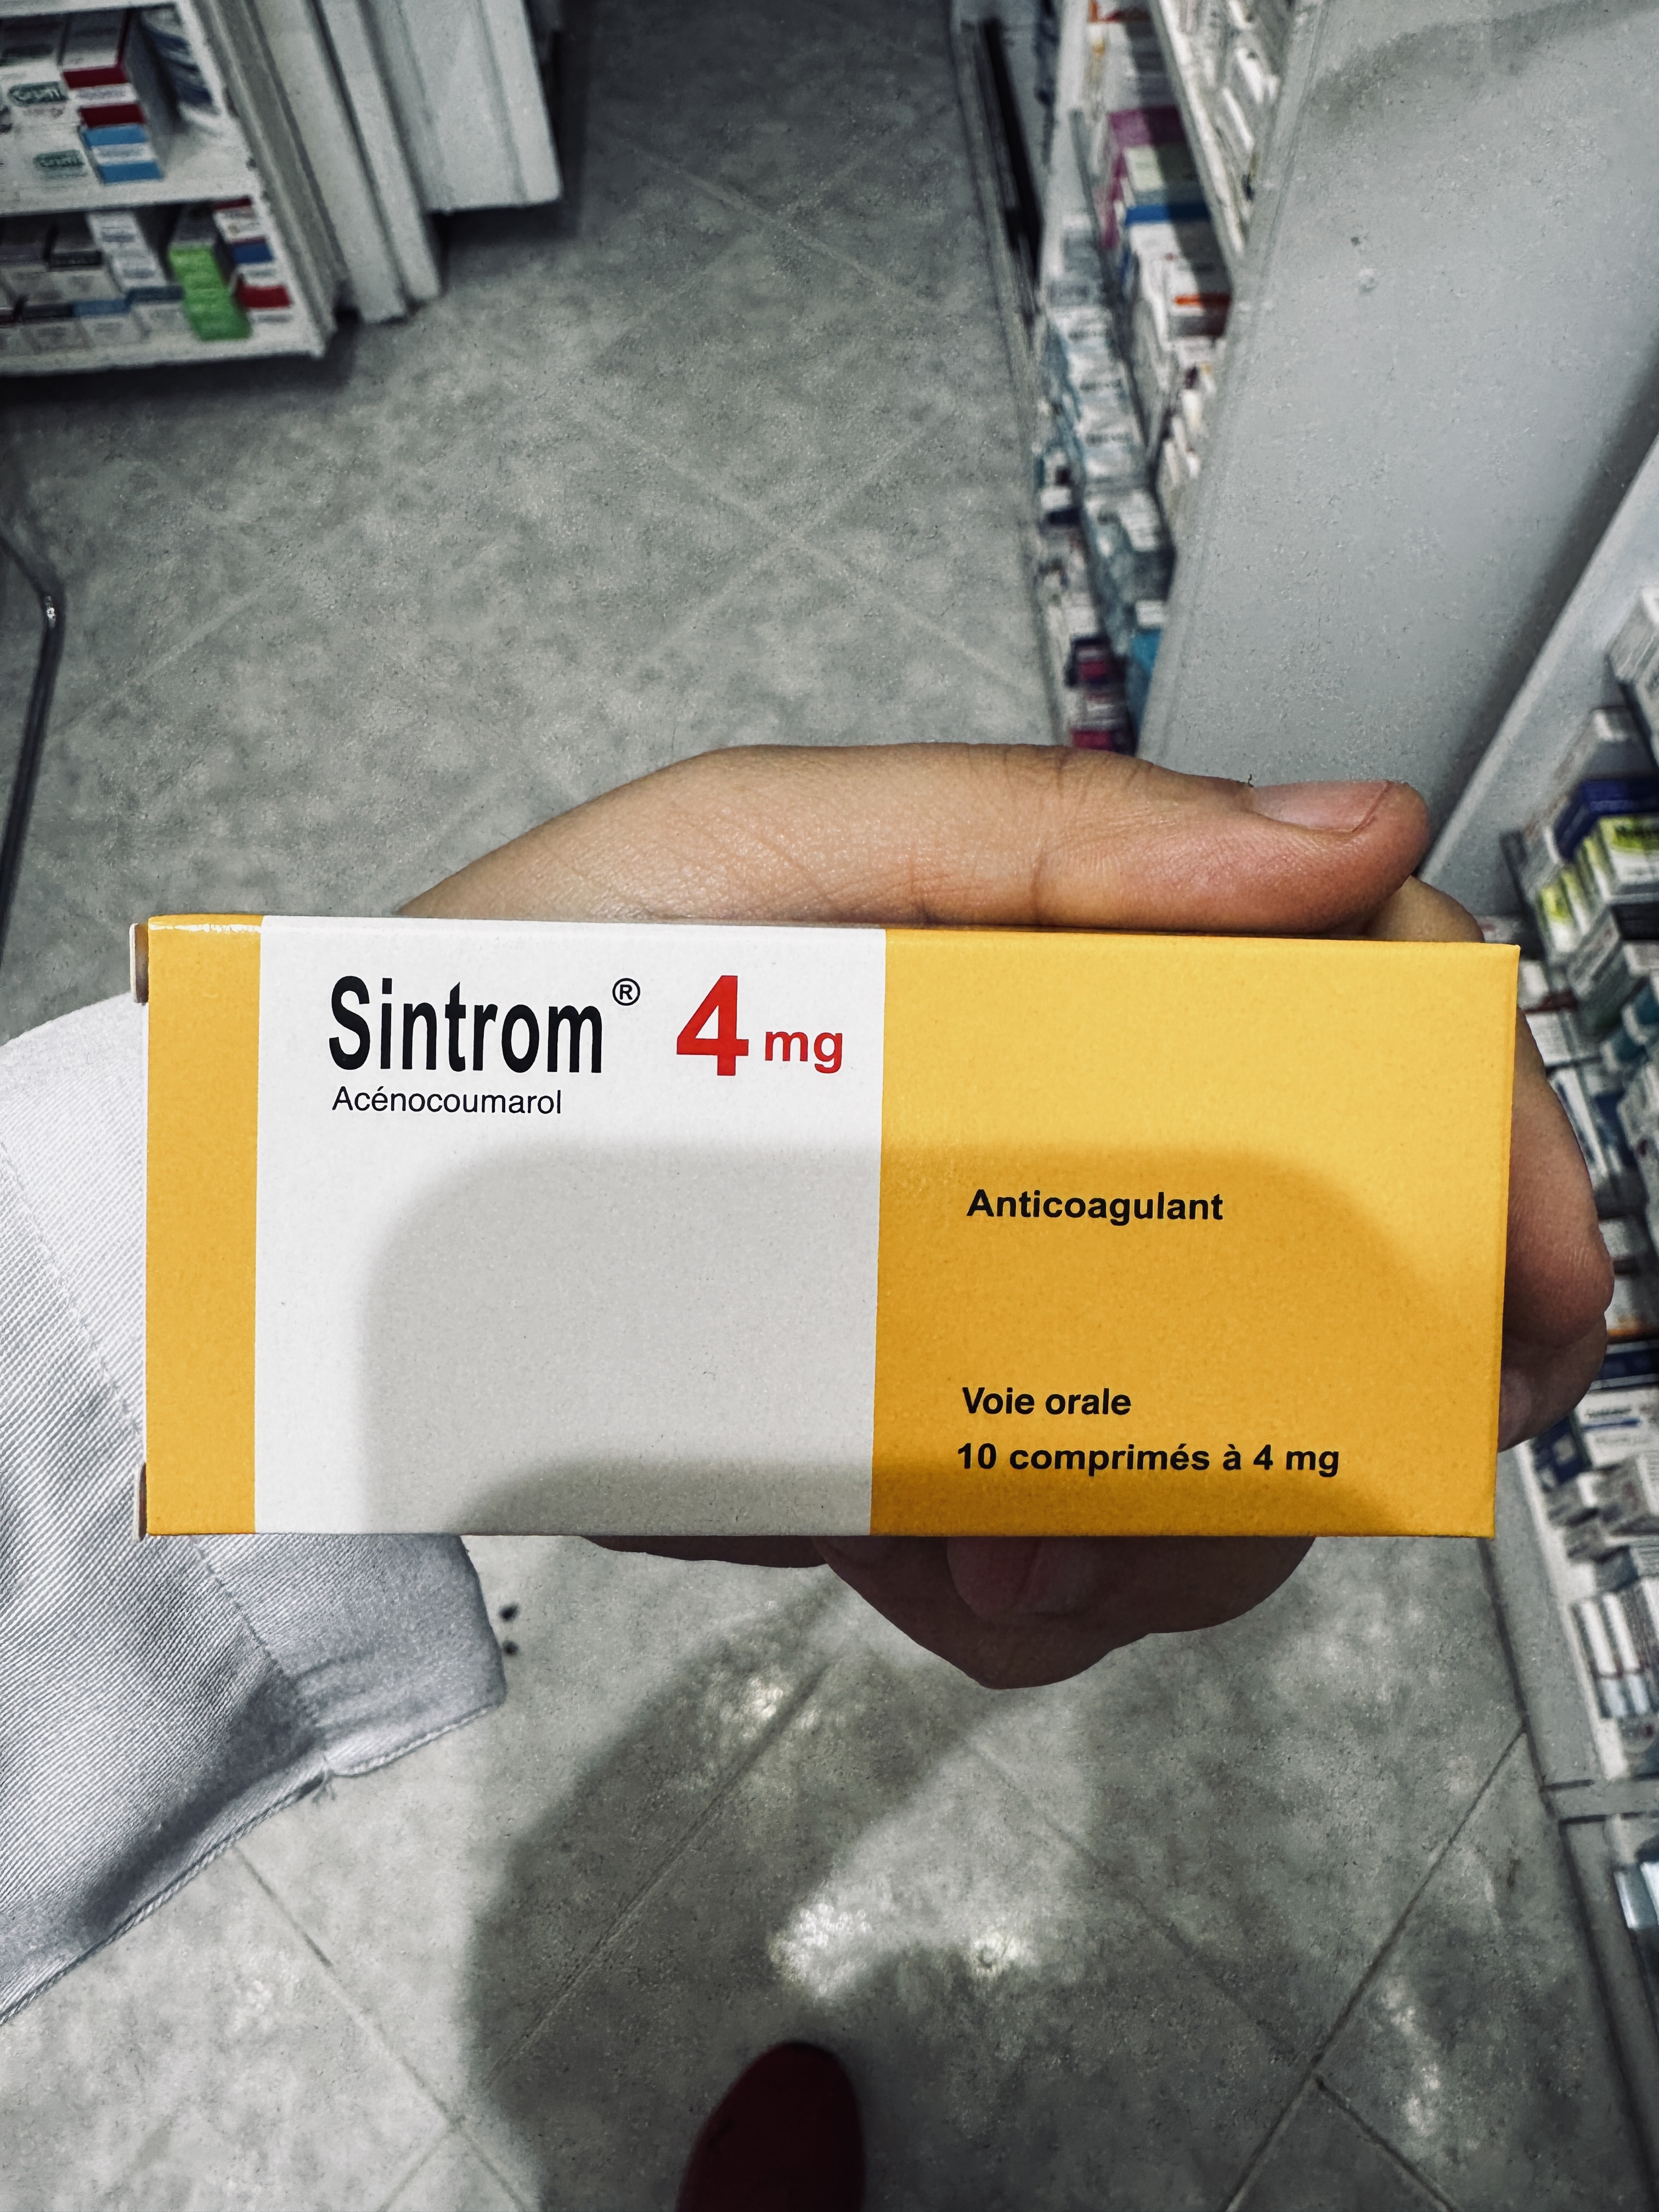 Sintrom® 4 mg
Acénocoumarol
Anticoagulant
Voie orale
10 comprimés à 4 mg